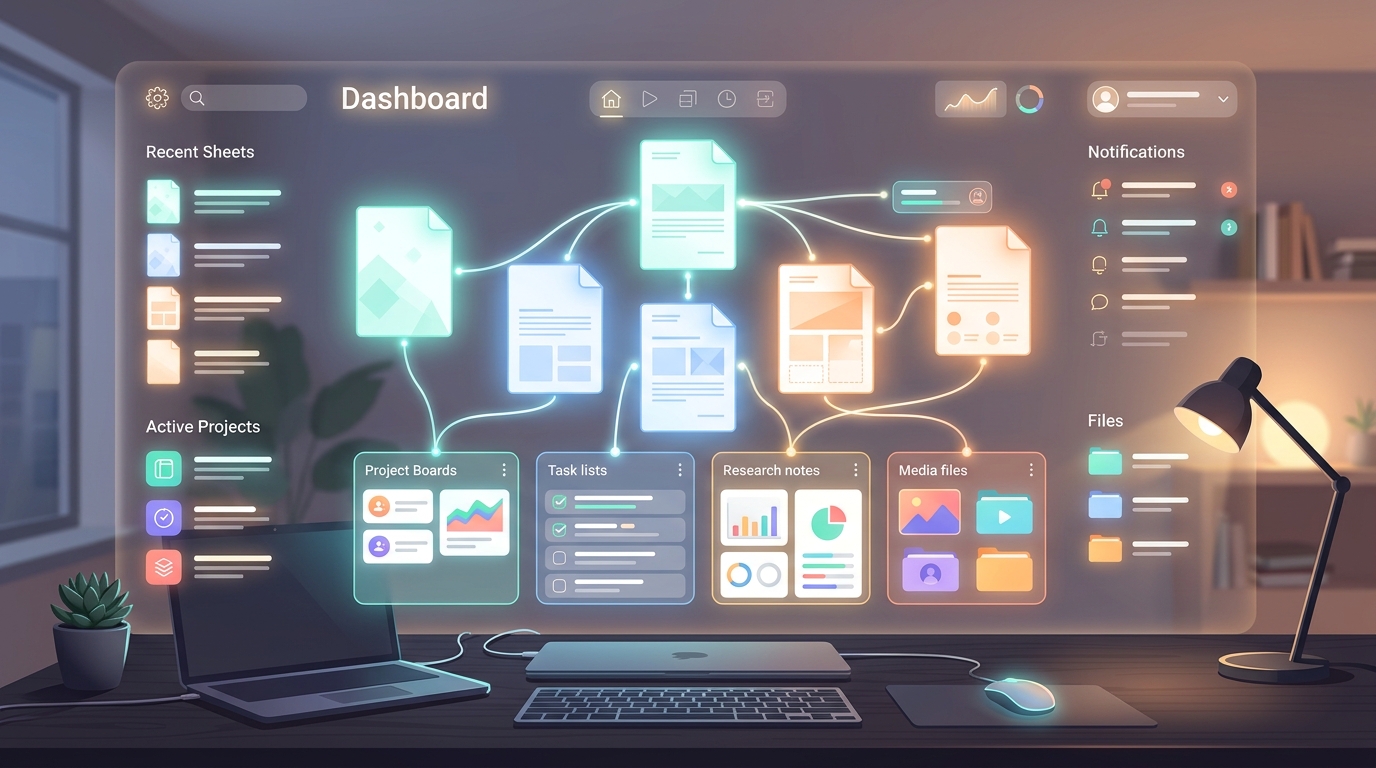 Dashboard
Recent Sheets
Active Projects
Project Boards
Task lists
Research notes
Media files
Notifications
Files